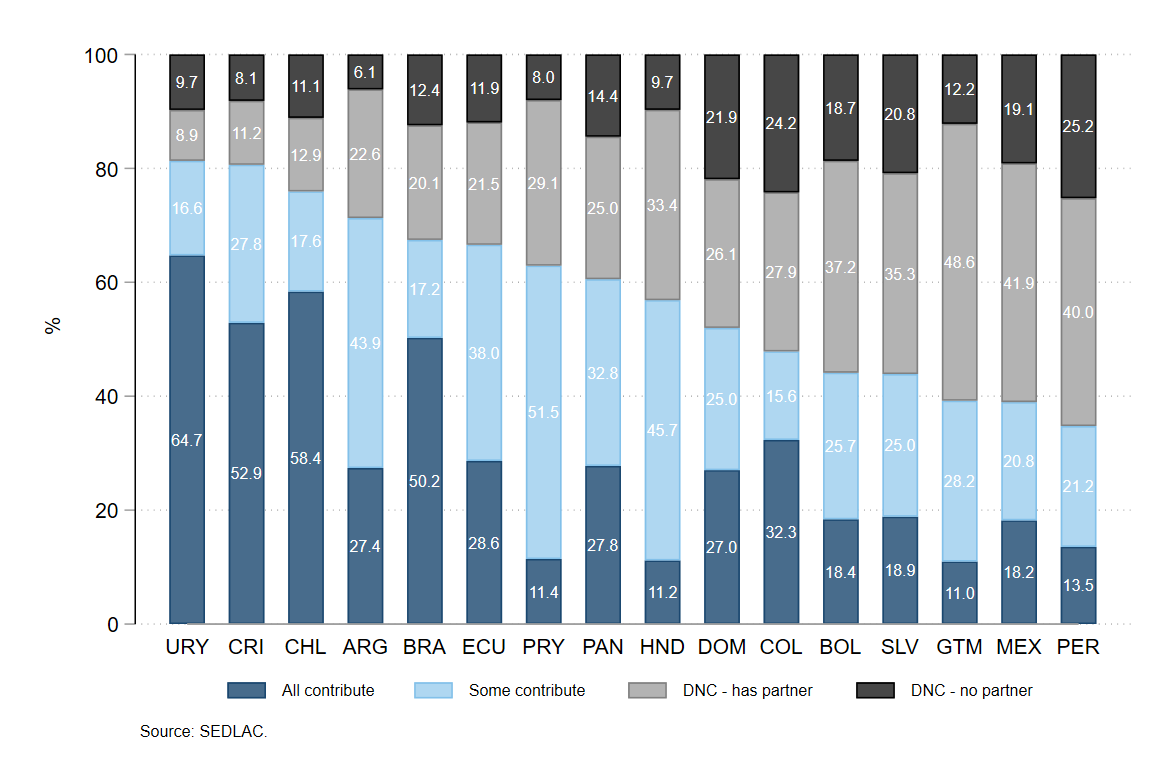 100
80
60
40
20
0
%
9.7 8.1 11.1 6.1 12.4 11.9 8.0 14.4 9.7 21.9 24.2 18.7 20.8 12.2 19.1 25.2
8.9 11.2 12.9 22.6 20.1 21.5 29.1 25.0 33.4 26.1 27.9 37.2 35.3 48.6 41.9 40.0
16.6 27.8 17.6 43.9 17.2 38.0 51.5 32.8 45.7 25.0 15.6 25.7 25.0 28.2 20.8 21.2
64.7 52.9 58.4 27.4 50.2 28.6 11.4 27.8 11.2 27.0 32.3 18.4 18.9 11.0 18.2 13.5
URY CRI CHL ARG BRA ECU PRY PAN HND DOM COL BOL SLV GTM MEX PER
All contribute Some contribute DNC - has partner DNC - no partner
Source: SEDLAC.